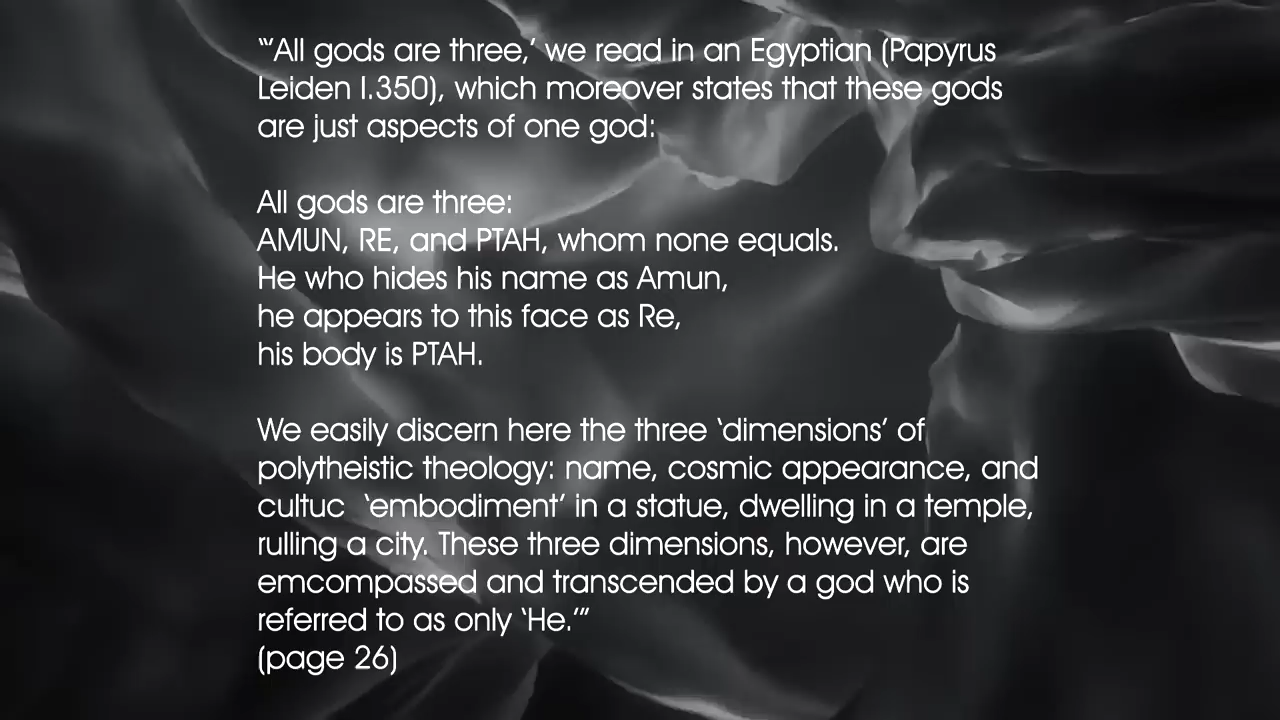 “‘All gods are three,’ we read in an Egyptian (Papyrus
Leiden I.350), which moreover states that these gods
are just aspects of one god:
All gods are three:
AMUN, RE, and PTAH, whom none equals.
He who hides his name as Amun,
he appears to this face as Re,
his body is PTAH.
We easily discern here the three ‘dimensions’ of
polytheistic theology: name, cosmic appearance, and
cultuc ‘embodiment’ in a statue, dwelling in a temple,
rulling a city. These three dimensions, however, are
emcompassed and transcended by a god who is
referred to as only ‘He.’”
(page 26)